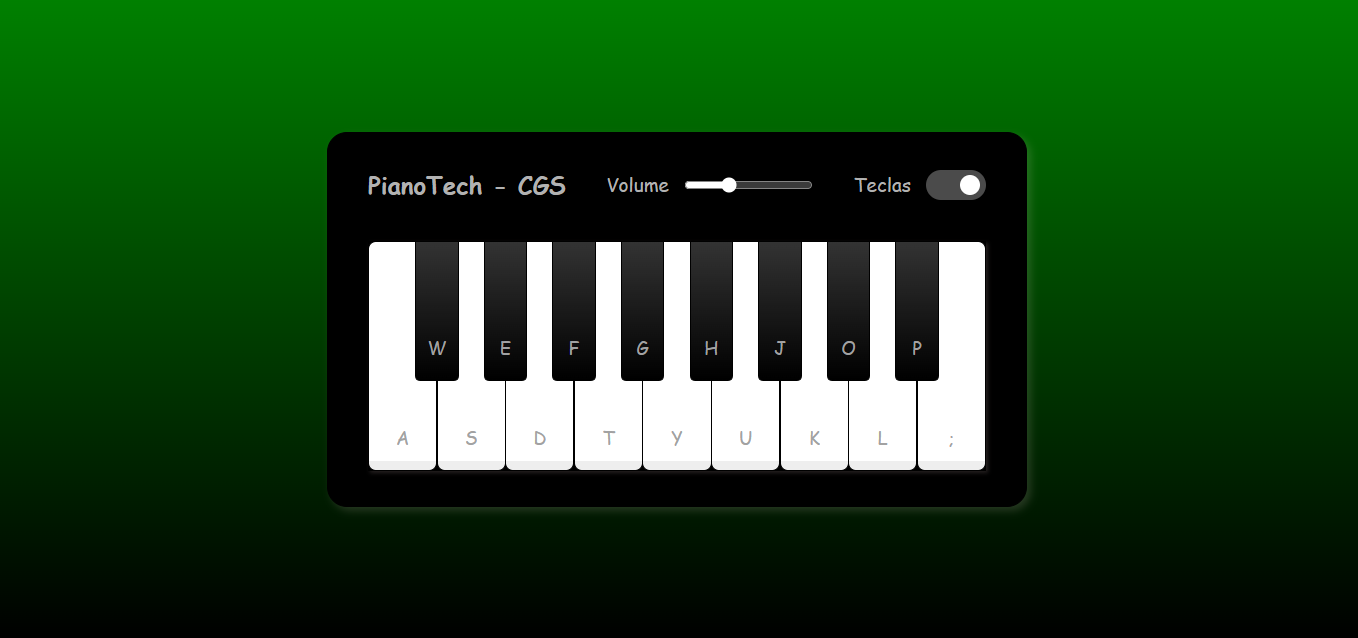 PianoTech - CGS Volume Teclas
W E F G H J O P
A S D T Y U K L ;